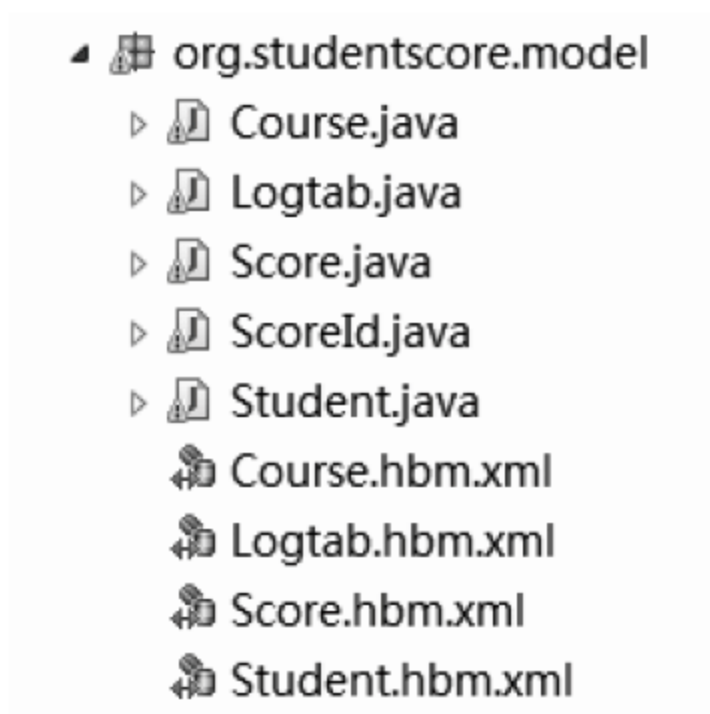 org.studentscore.model
Course.java
Logtab.java
Score.java
ScoreId.java
Student.java
Course.hbm.xml
Logtab.hbm.xml
Score.hbm.xml
Student.hbm.xml